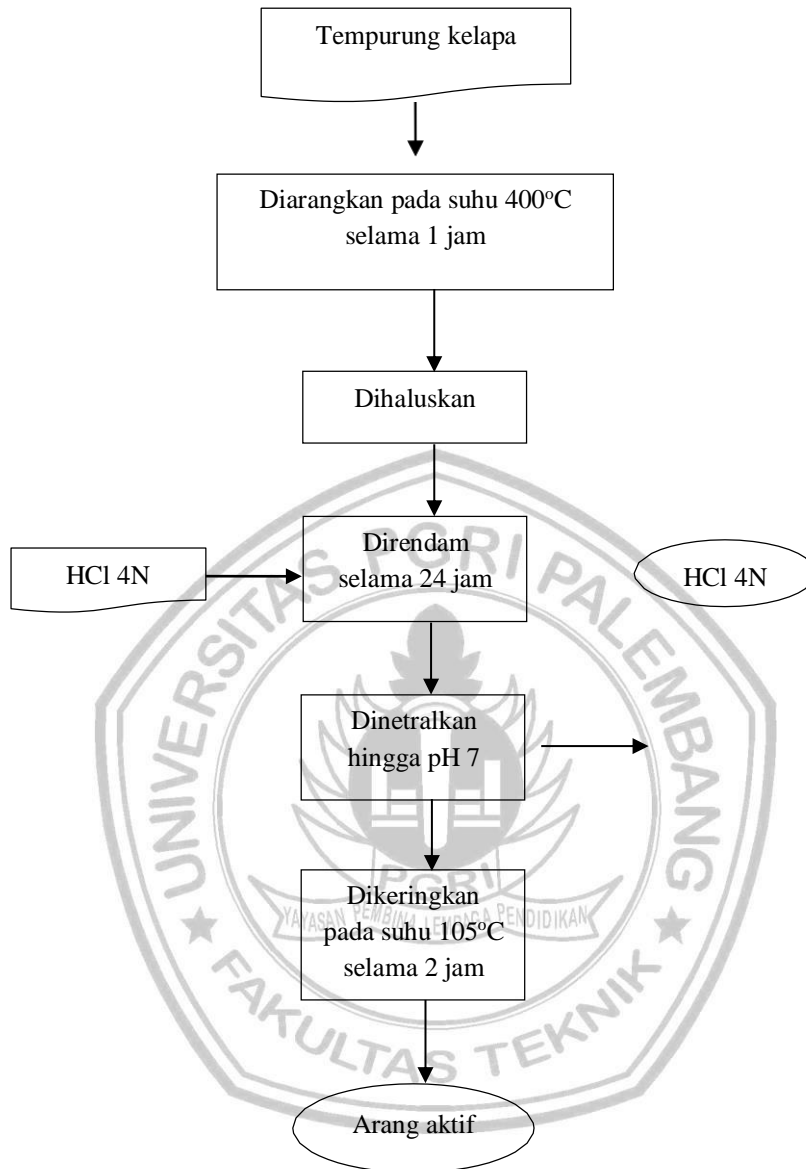 Tempurung kelapa
Diarangkan pada suhu 400°C
selama 1 jam
Dihaluskan
HCl 4N
Direndam
selama 24 jam
HCl 4N
Dinetralkan
hingga pH 7
Dikeringkan
pada suhu 105°C
selama 2 jam
Arang aktif
UNIVERSITAS PGRI PALEMBANG
PGRI
YAYASAN PEMBINA LEMBAGA PENDIDIKAN
FAKULTAS TEKNIK